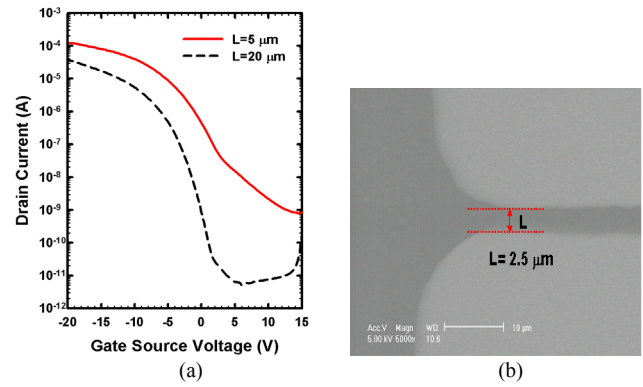 (a)
10⁻³
10⁻⁴
10⁻⁵
10⁻⁶
10⁻⁷
10⁻⁸
10⁻⁹
10⁻¹⁰
10⁻¹¹
10⁻¹²
Drain Current (A)
L=5 μm
L=20 μm
-20 -15 -10 -5 0 5 10 15
Gate Source Voltage (V)
(a)
L
L= 2.5 μm
Acc.V Magn WD 10 μm
5.00 kV 5000x 10.6
(b)